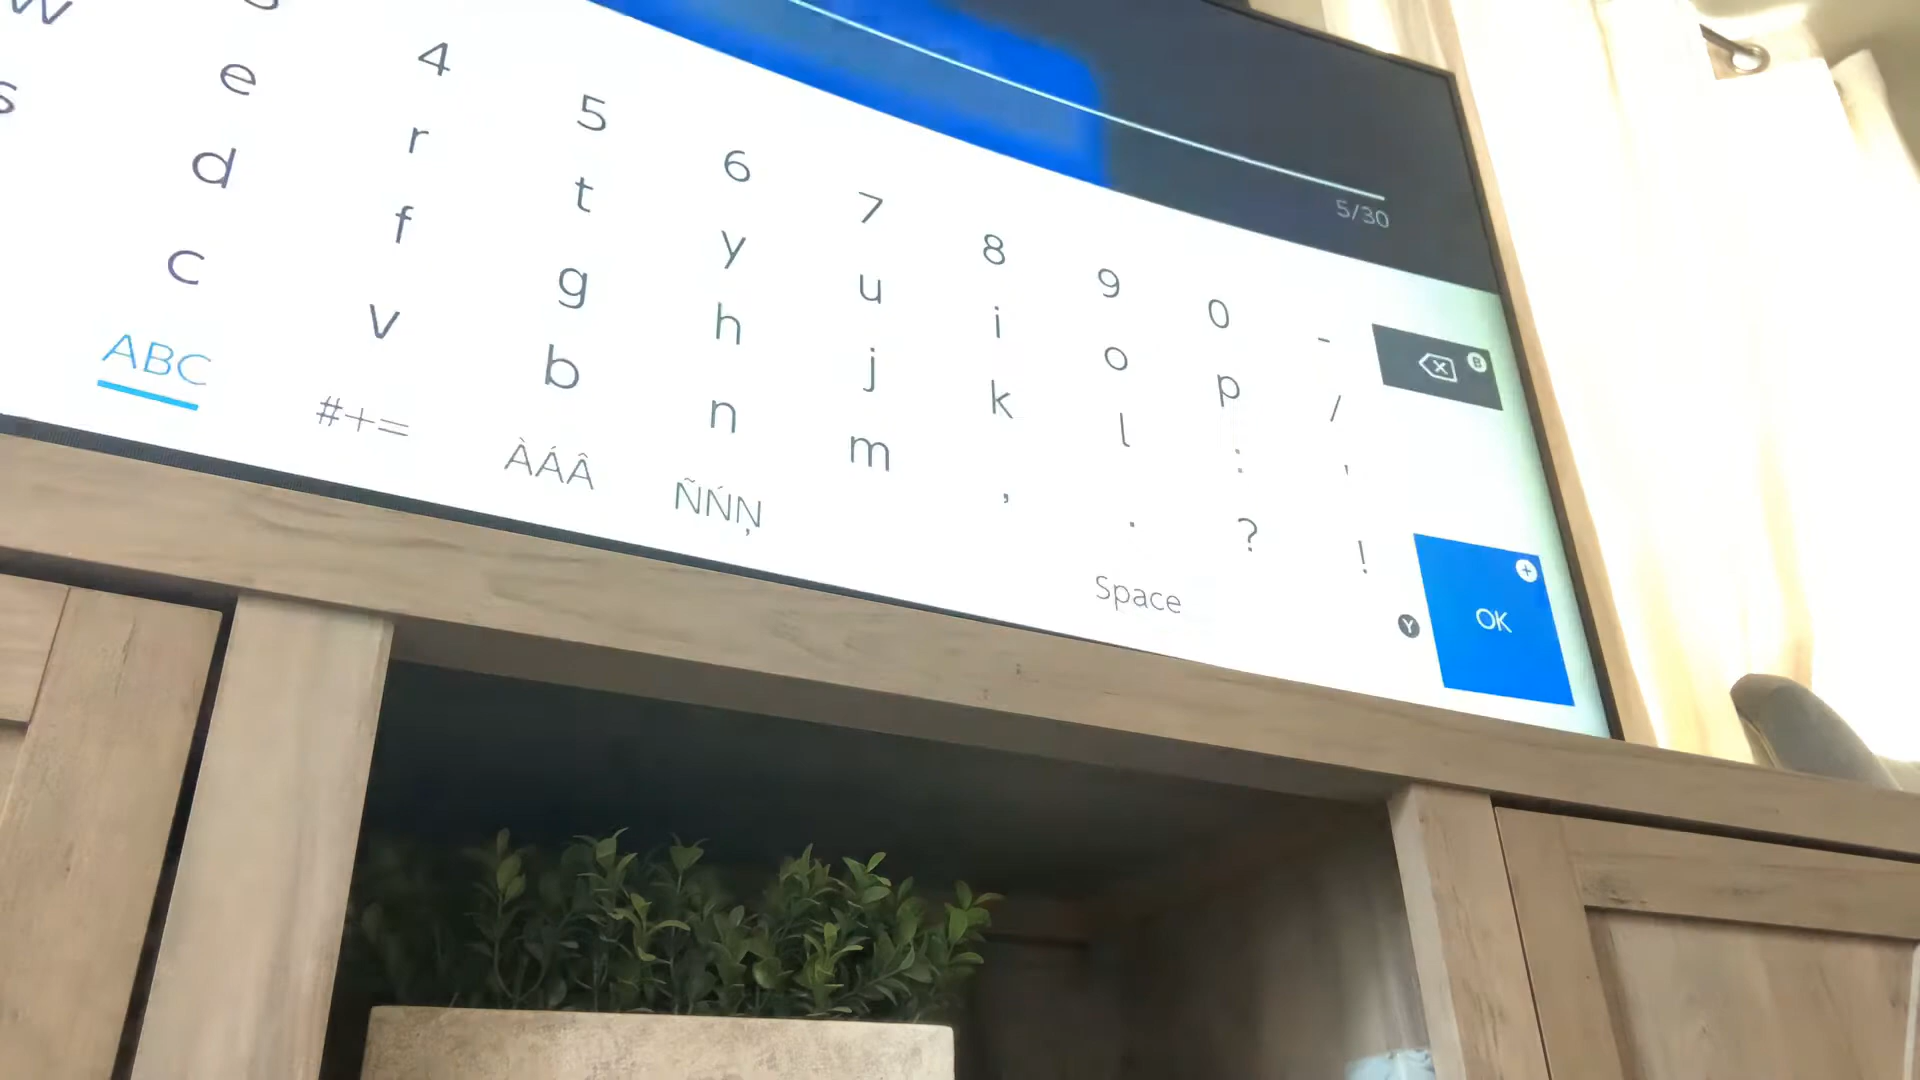 5/30
4 5 6 7 8 9 0 -
w e r t y u i o p /
s d f g h j k l : '
c v b n m , . ? !
ABC #+= ÀÁÂ ÑŃŅ Space
B
+
OK
Y